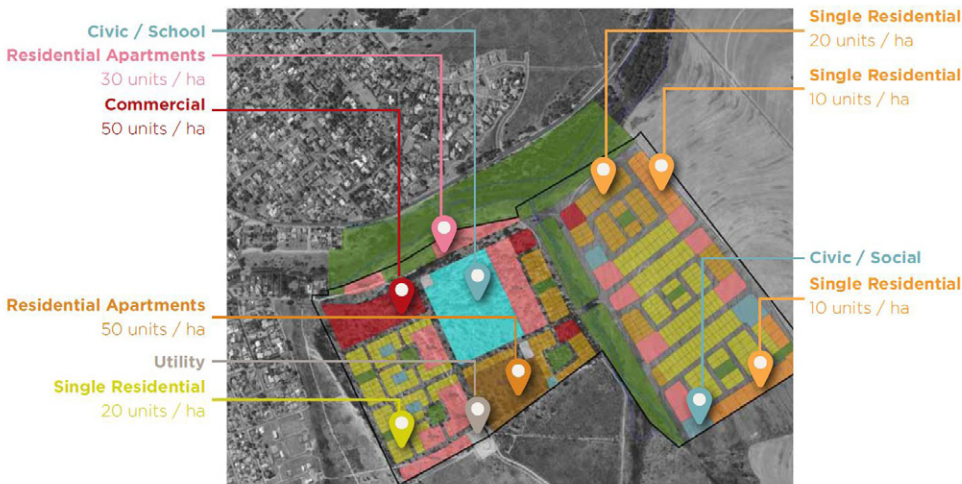 Civic / School
Residential Apartments
30 units / ha
Commercial
50 units / ha
Residential Apartments
50 units / ha
Utility
Single Residential
20 units / ha
Single Residential
20 units / ha
Single Residential
10 units / ha
Civic / Social
Single Residential
10 units / ha